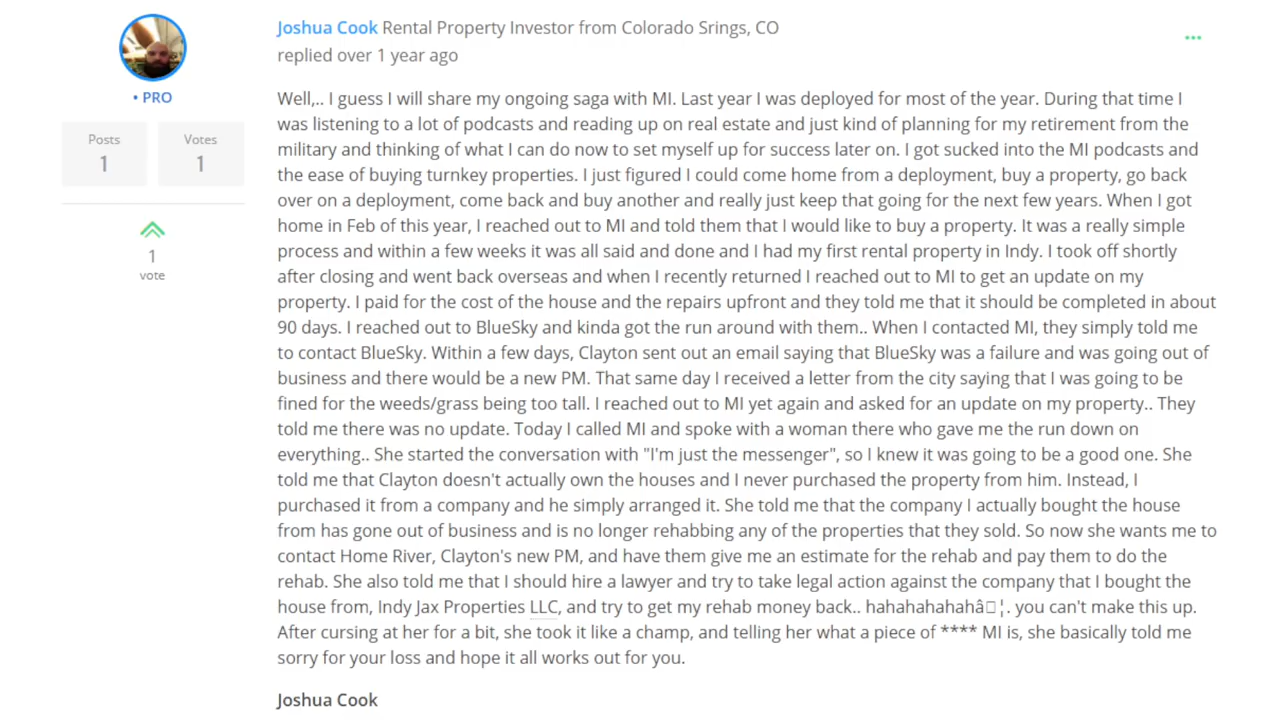 Joshua Cook Rental Property Investor from Colorado Srings, CO
replied over 1 year ago
• PRO
Posts
1
Votes
1
1
vote
Well,.. I guess I will share my ongoing saga with MI. Last year I was deployed for most of the year. During that time I
was listening to a lot of podcasts and reading up on real estate and just kind of planning for my retirement from the
military and thinking of what I can do now to set myself up for success later on. I got sucked into the MI podcasts and
the ease of buying turnkey properties. I just figured I could come home from a deployment, buy a property, go back
over on a deployment, come back and buy another and really just keep that going for the next few years. When I got
home in Feb of this year, I reached out to MI and told them that I would like to buy a property. It was a really simple
process and within a few weeks it was all said and done and I had my first rental property in Indy. I took off shortly
after closing and went back overseas and when I recently returned I reached out to MI to get an update on my
property. I paid for the cost of the house and the repairs upfront and they told me that it should be completed in about
90 days. I reached out to BlueSky and kinda got the run around with them.. When I contacted MI, they simply told me
to contact BlueSky. Within a few days, Clayton sent out an email saying that BlueSky was a failure and was going out of
business and there would be a new PM. That same day I received a letter from the city saying that I was going to be
fined for the weeds/grass being too tall. I reached out to MI yet again and asked for an update on my property.. They
told me there was no update. Today I called MI and spoke with a woman there who gave me the run down on
everything.. She started the conversation with "I'm just the messenger", so I knew it was going to be a good one. She
told me that Clayton doesn't actually own the houses and I never purchased the property from him. Instead, I
purchased it from a company and he simply arranged it. She told me that the company I actually bought the house
from has gone out of business and is no longer rehabbing any of the properties that they sold. So now she wants me to
contact Home River, Clayton's new PM, and have them give me an estimate for the rehab and pay them to do the
rehab. She also told me that I should hire a lawyer and try to take legal action against the company that I bought the
house from, Indy Jax Properties LLC, and try to get my rehab money back.. hahahahahahâ▯¦. you can't make this up.
After cursing at her for a bit, she took it like a champ, and telling her what a piece of **** MI is, she basically told me
sorry for your loss and hope it all works out for you.
Joshua Cook